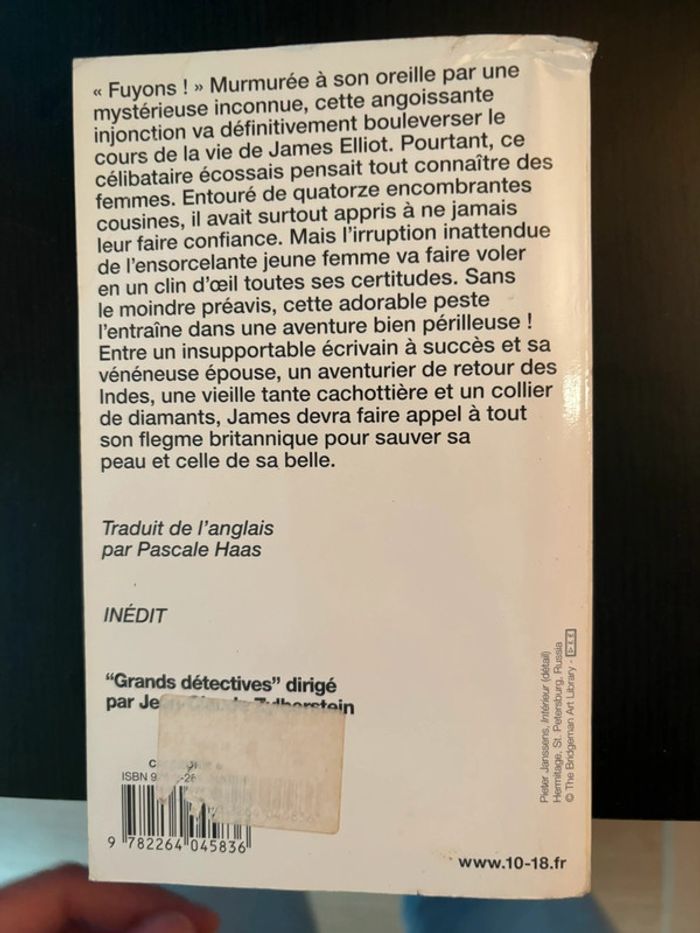 « Fuyons ! » Murmurée à son oreille par une
mystérieuse inconnue, cette angoissante
injonction va définitivement bouleverser le
cours de la vie de James Elliot. Pourtant, ce
célibataire écossais pensait tout connaître des
femmes. Entouré de quatorze encombrantes
cousines, il avait surtout appris à ne jamais
leur faire confiance. Mais l'irruption inattendue
de l'ensorcelante jeune femme va faire voler
en un clin d'œil toutes ses certitudes. Sans
le moindre préavis, cette adorable peste
l'entraîne dans une aventure bien périlleuse !
Entre un insupportable écrivain à succès et sa
vénéneuse épouse, un aventurier de retour des
Indes, une vieille tante cachottière et un collier
de diamants, James devra faire appel à tout
son flegme britannique pour sauver sa
peau et celle de sa belle.
Traduit de l'anglais
par Pascale Haas
INÉDIT
"Grands détectives" dirigé
par Jean-Claude Zylberstein
ISBN 9
9 782264 045836
www.10-18.fr
Pieter Janssens, Intérieur (détail)
Hermitage, St. Petersburg, Russia
© The Bridgeman Art Library -